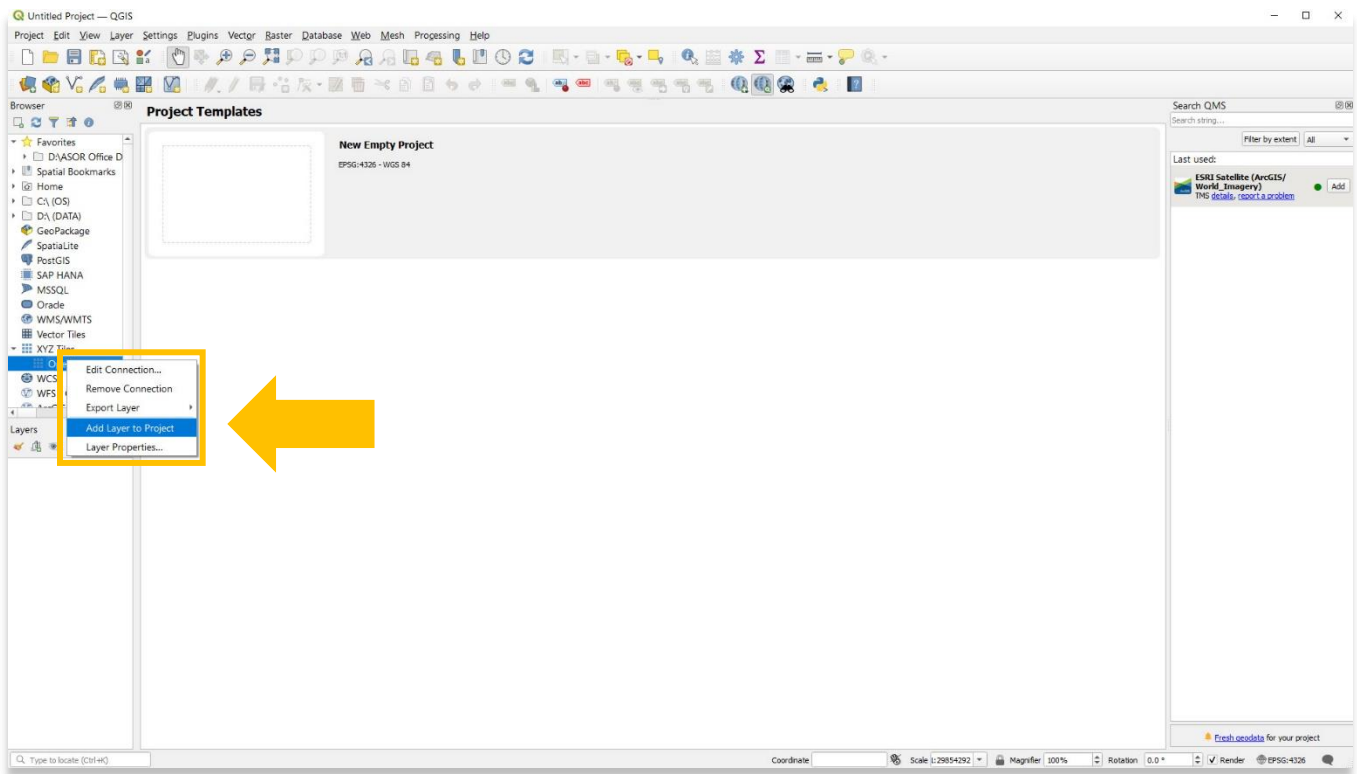 Untitled Project — QGIS
Project Edit View Layer Settings Plugins Vector Raster Database Web Mesh Processing Help
Browser
Favorites
D:\ASOR Office D
Spatial Bookmarks
Home
C:\ (OS)
D:\ (DATA)
GeoPackage
SpatiaLite
PostGIS
SAP HANA
MSSQL
Oracle
WMS/WMTS
Vector Tiles
XYZ Tiles
WCS
WFS
Edit Connection...
Remove Connection
Export Layer
Add Layer to Project
Layer Properties...
Layers
Project Templates
New Empty Project
EPSG:4326 - WGS 84
Search QMS
Search string...
Filter by extent All
Last used:
ESRI Satellite (ArcGIS/
World_Imagery)
TMS details, report a problem
Add
Fresh geodata for your project
Type to locate (Ctrl+K)
Coordinate
Scale 1:29854292
Magnifier 100%
Rotation 0.0 °
Render
EPSG:4326